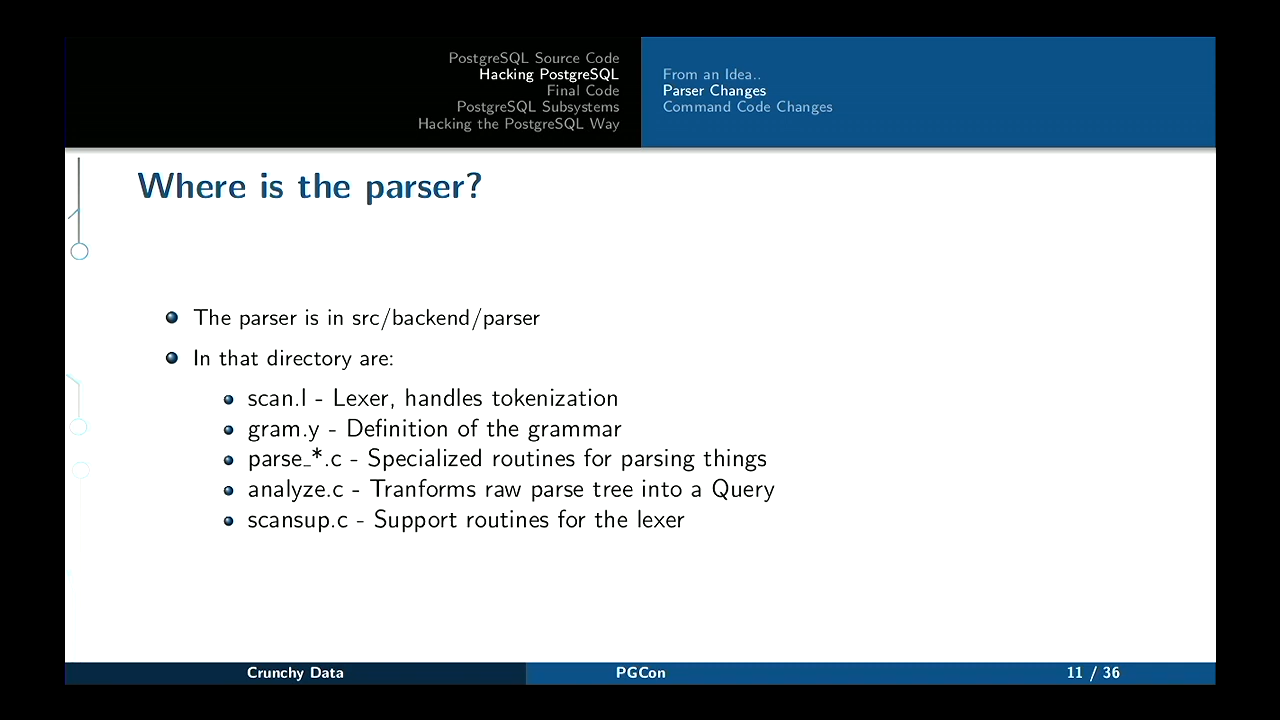 PostgreSQL Source Code
Hacking PostgreSQL
Final Code
PostgreSQL Subsystems
Hacking the PostgreSQL Way
From an Idea..
Parser Changes
Command Code Changes
Where is the parser?
The parser is in src/backend/parser
In that directory are:
scan.l - Lexer, handles tokenization
gram.y - Definition of the grammar
parse_*.c - Specialized routines for parsing things
analyze.c - Tranforms raw parse tree into a Query
scansup.c - Support routines for the lexer
Crunchy Data
PGCon
11 / 36